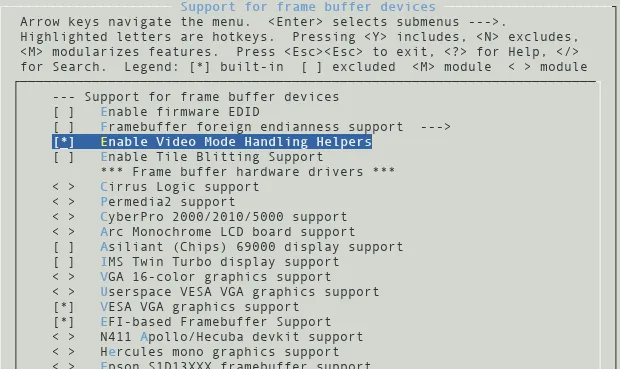 Support for frame buffer devices
Arrow keys navigate the menu.  <Enter> selects submenus --->.
Highlighted letters are hotkeys.  Pressing <Y> includes, <N> excludes,
<M> modularizes features.  Press <Esc><Esc> to exit, <?> for Help, </>
for Search.  Legend: [*] built-in  [ ] excluded  <M> module  < > module
--- Support for frame buffer devices
[ ]   Enable firmware EDID
[ ]   Framebuffer foreign endianness support  --->
[*]   Enable Video Mode Handling Helpers
[ ]   Enable Tile Blitting Support
*** Frame buffer hardware drivers ***
< >   Cirrus Logic support
< >   Permedia2 support
< >   CyberPro 2000/2010/5000 support
< >   Arc Monochrome LCD board support
[ ]   Asiliant (Chips) 69000 display support
[ ]   IMS Twin Turbo display support
< >   VGA 16-color graphics support
< >   Userspace VESA VGA graphics support
[*]   VESA VGA graphics support
[*]   EFI-based Framebuffer Support
< >   N411 Apollo/Hecuba devkit support
< >   Hercules mono graphics support
< >   Epson S1D13XXX framebuffer support